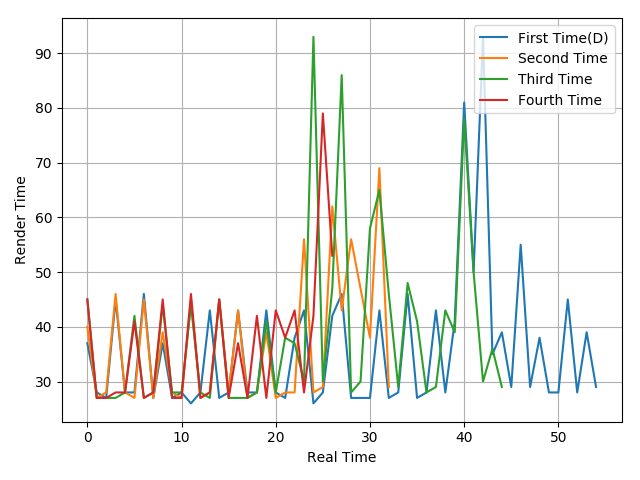 First Time(D)
Second Time
Third Time
Fourth Time
90
80
70
60
50
40
30
Render Time
0 10 20 30 40 50
Real Time